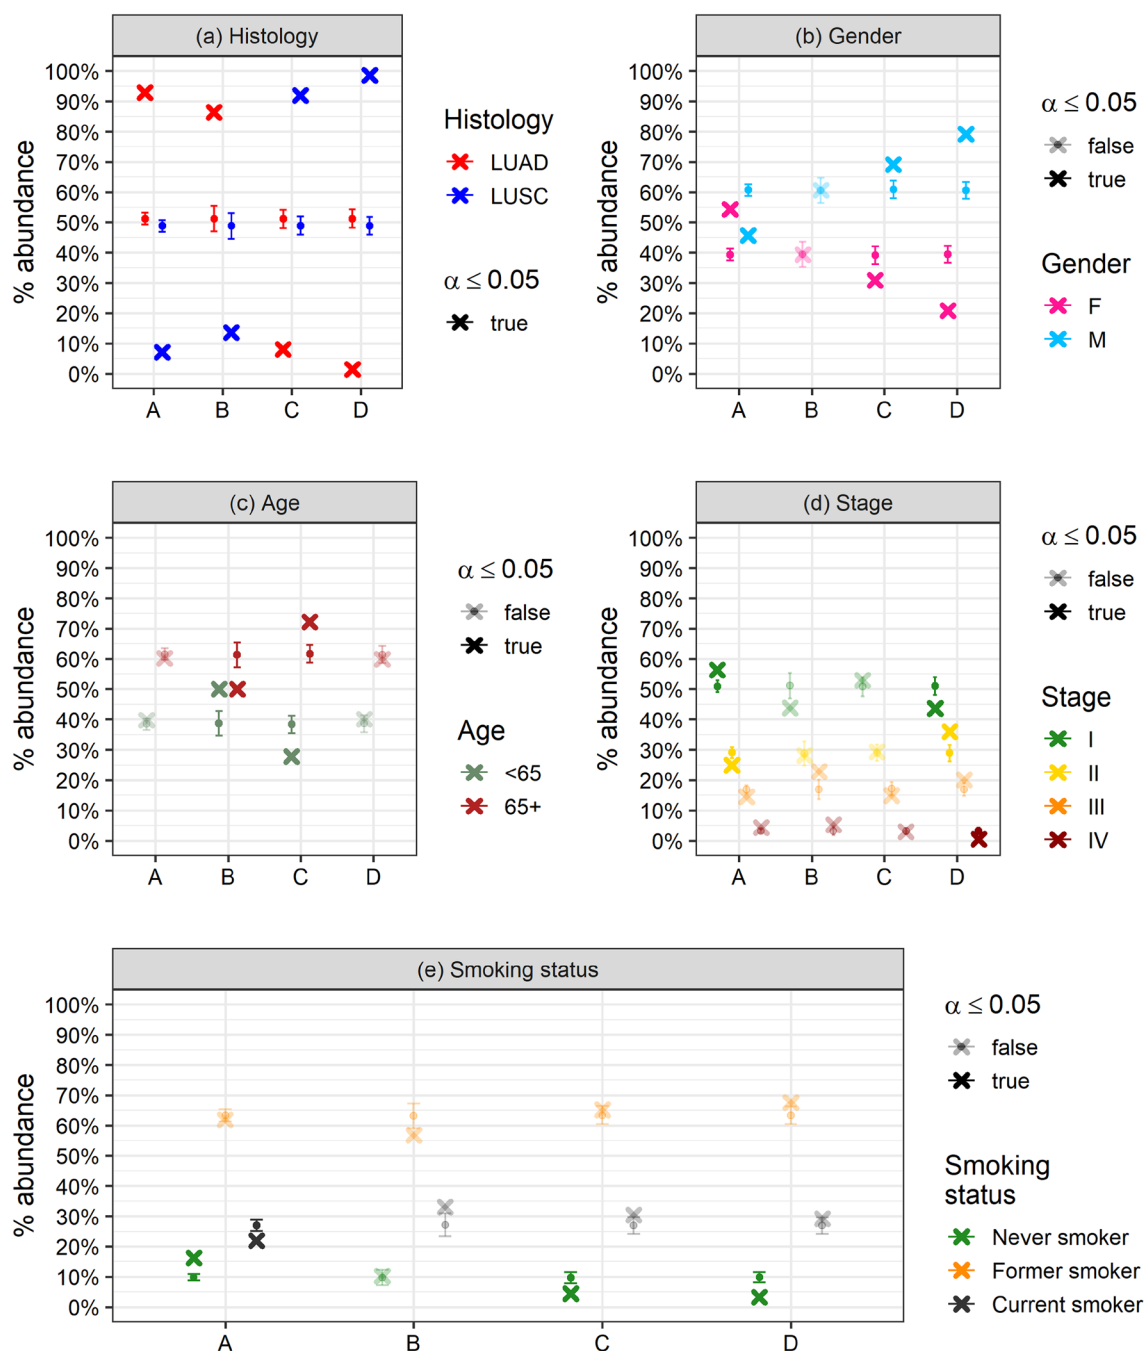 (a) Histology
% abundance
100%
90%
80%
70%
60%
50%
40%
30%
20%
10%
0%
A B C D
Histology
LUAD
LUSC
α ≤ 0.05
true
(b) Gender
% abundance
100%
90%
80%
70%
60%
50%
40%
30%
20%
10%
0%
A B C D
α ≤ 0.05
false
true
Gender
F
M
(c) Age
% abundance
100%
90%
80%
70%
60%
50%
40%
30%
20%
10%
0%
A B C D
α ≤ 0.05
false
true
Age
<65
65+
(d) Stage
% abundance
100%
90%
80%
70%
60%
50%
40%
30%
20%
10%
0%
A B C D
α ≤ 0.05
false
true
Stage
I
II
III
IV
(e) Smoking status
% abundance
100%
90%
80%
70%
60%
50%
40%
30%
20%
10%
0%
A B C D
α ≤ 0.05
false
true
Smoking
status
Never smoker
Former smoker
Current smoker